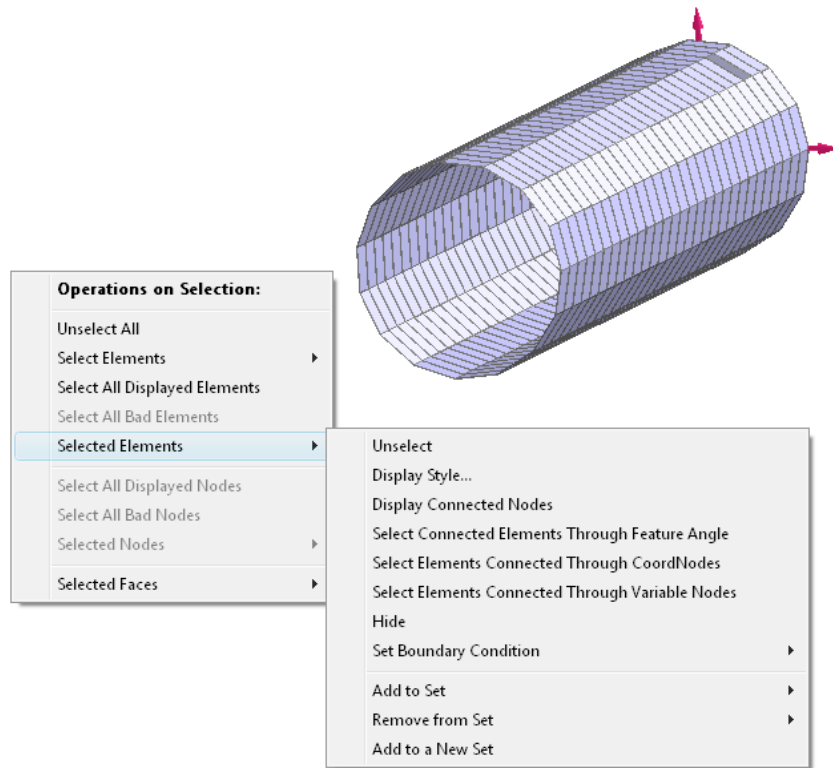 Operations on Selection:
Unselect All
Select Elements
Select All Displayed Elements
Select All Bad Elements
Selected Elements
Select All Displayed Nodes
Select All Bad Nodes
Selected Nodes
Selected Faces
Unselect
Display Style...
Display Connected Nodes
Select Connected Elements Through Feature Angle
Select Elements Connected Through CoordNodes
Select Elements Connected Through Variable Nodes
Hide
Set Boundary Condition
Add to Set
Remove from Set
Add to a New Set